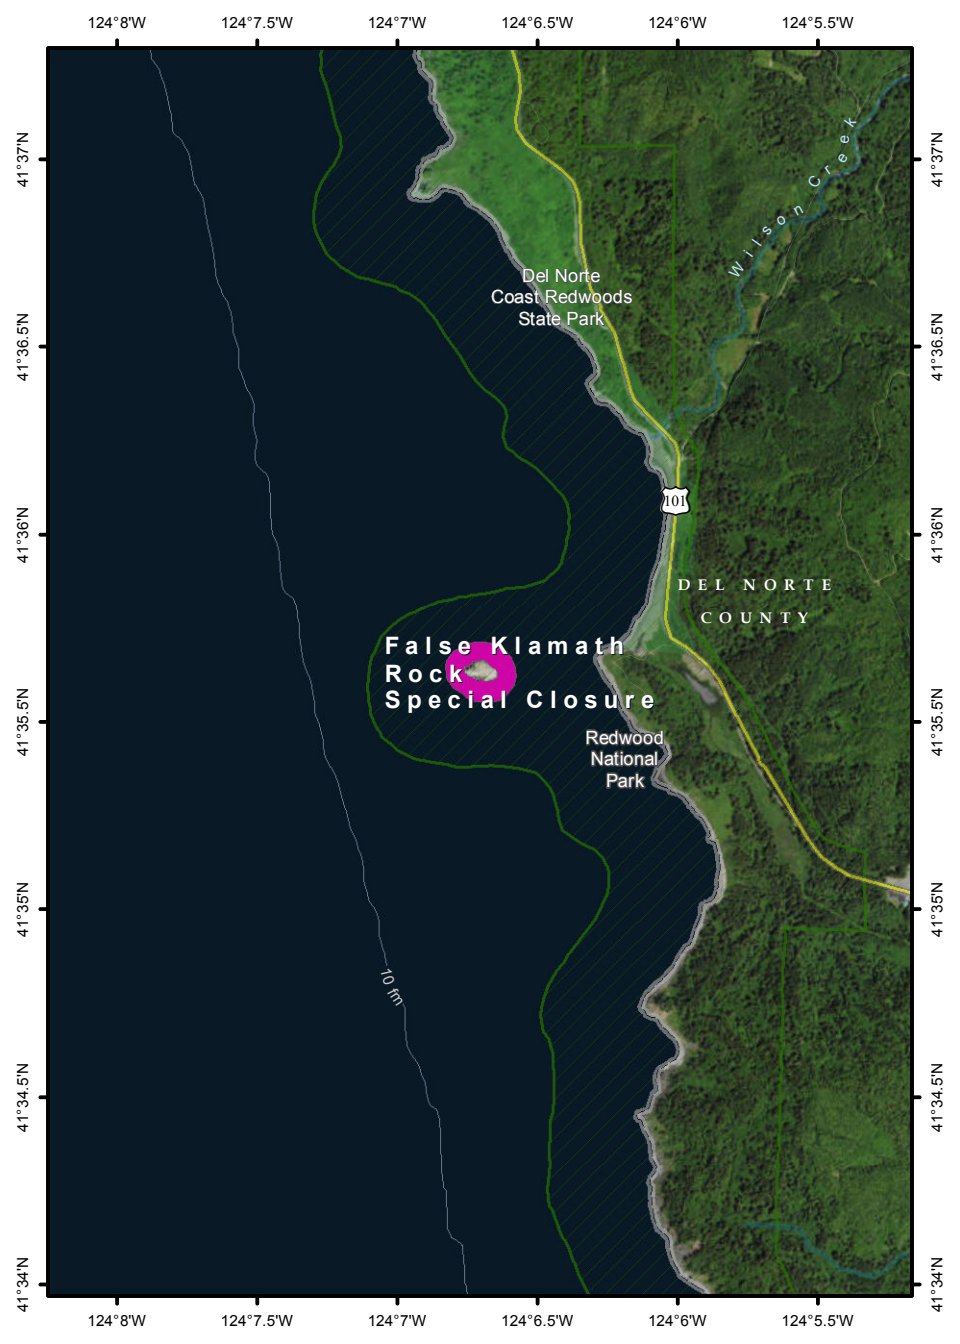 124°8'W 124°7.5'W 124°7'W 124°6.5'W 124°6'W 124°5.5'W
41°37'N
41°37'N
Wilson Creek
Del Norte
Coast Redwoods
State Park
41°36.5'N
41°36.5'N
101
41°36'N
41°36'N
DEL NORTE
COUNTY
False Klamath
Rock
Special Closure
41°35.5'N
41°35.5'N
Redwood
National
Park
41°35'N
41°35'N
10 fm
41°34.5'N
41°34.5'N
41°34'N
41°34'N
124°8'W 124°7.5'W 124°7'W 124°6.5'W 124°6'W 124°5.5'W